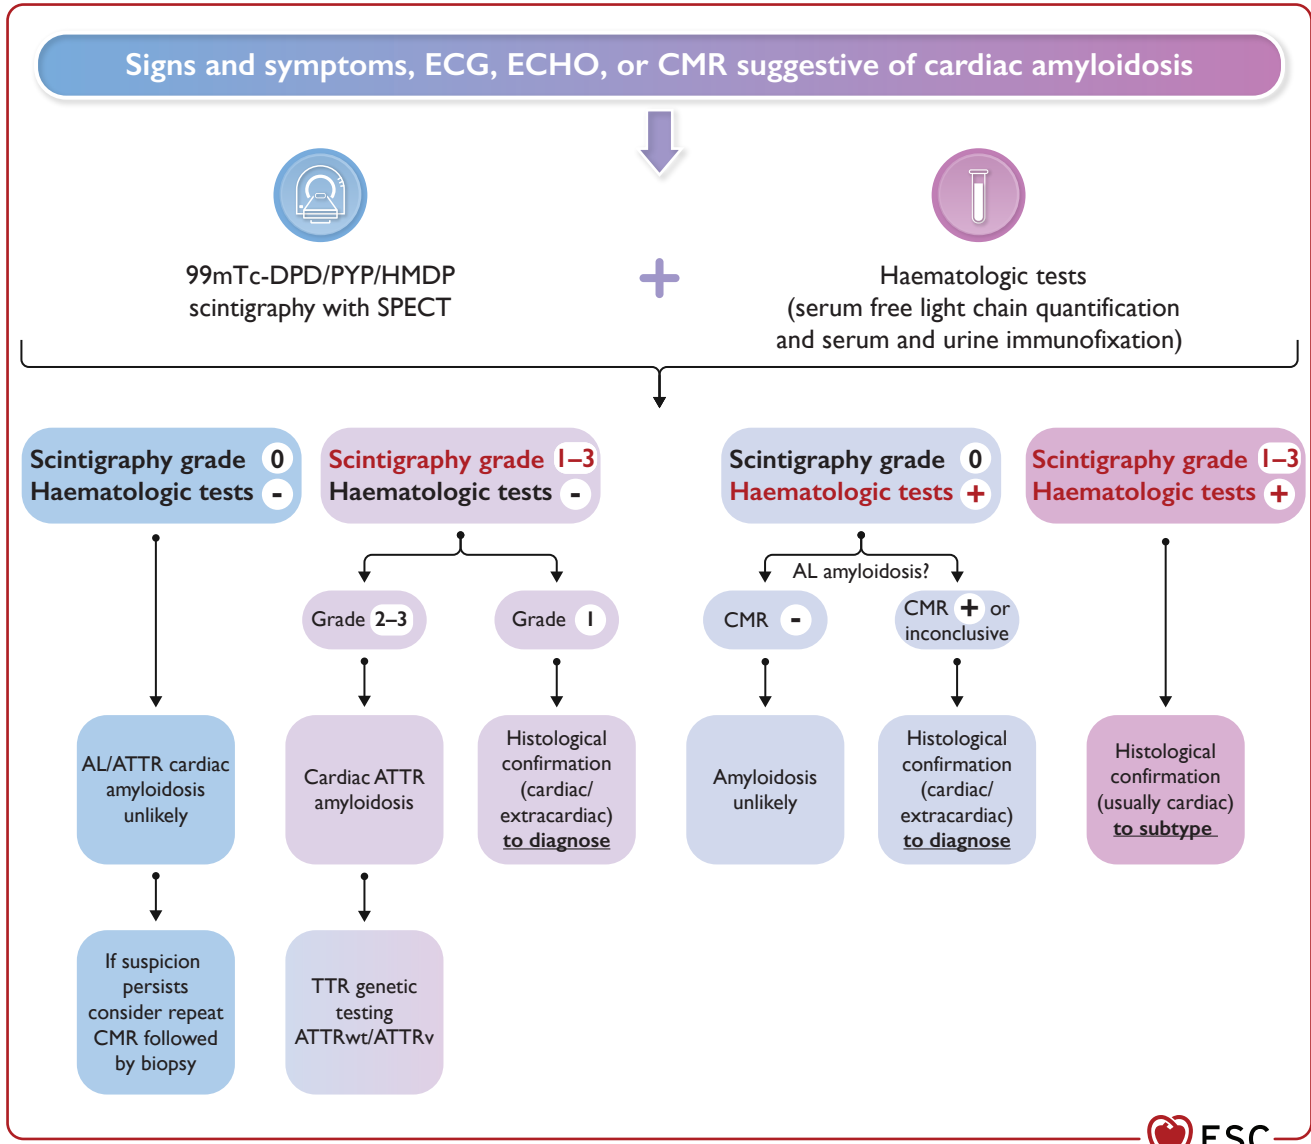 Signs and symptoms, ECG, ECHO, or CMR suggestive of cardiac amyloidosis
99mTc-DPD/PYP/HMDP
scintigraphy with SPECT
+
Haematologic tests
(serum free light chain quantification
and serum and urine immunofixation)
Scintigraphy grade 0
Haematologic tests -
Scintigraphy grade 1–3
Haematologic tests -
Scintigraphy grade 0
Haematologic tests +
Scintigraphy grade 1–3
Haematologic tests +
AL amyloidosis?
Grade 2–3
Grade 1
CMR -
CMR + or
inconclusive
AL/ATTR cardiac
amyloidosis
unlikely
Cardiac ATTR
amyloidosis
Histological
confirmation
(cardiac/
extracardiac)
to diagnose
Amyloidosis
unlikely
Histological
confirmation
(cardiac/
extracardiac)
to diagnose
Histological
confirmation
(usually cardiac)
to subtype
If suspicion
persists
consider repeat
CMR followed
by biopsy
TTR genetic
testing
ATTRwt/ATTRv
ESC